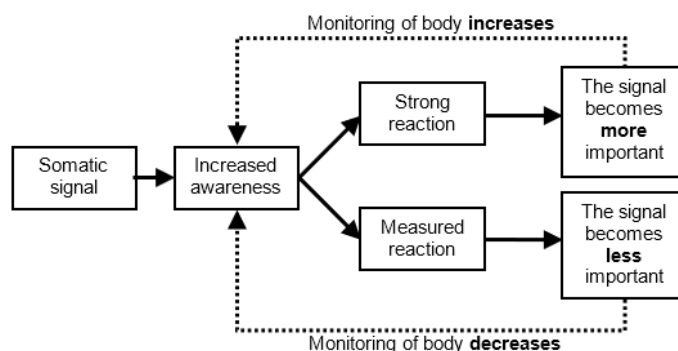 Monitoring of body increases
Strong
reaction
The signal
becomes
more
important
Somatic
signal
Increased
awareness
Measured
reaction
The signal
becomes
less
important
Monitoring of body decreases